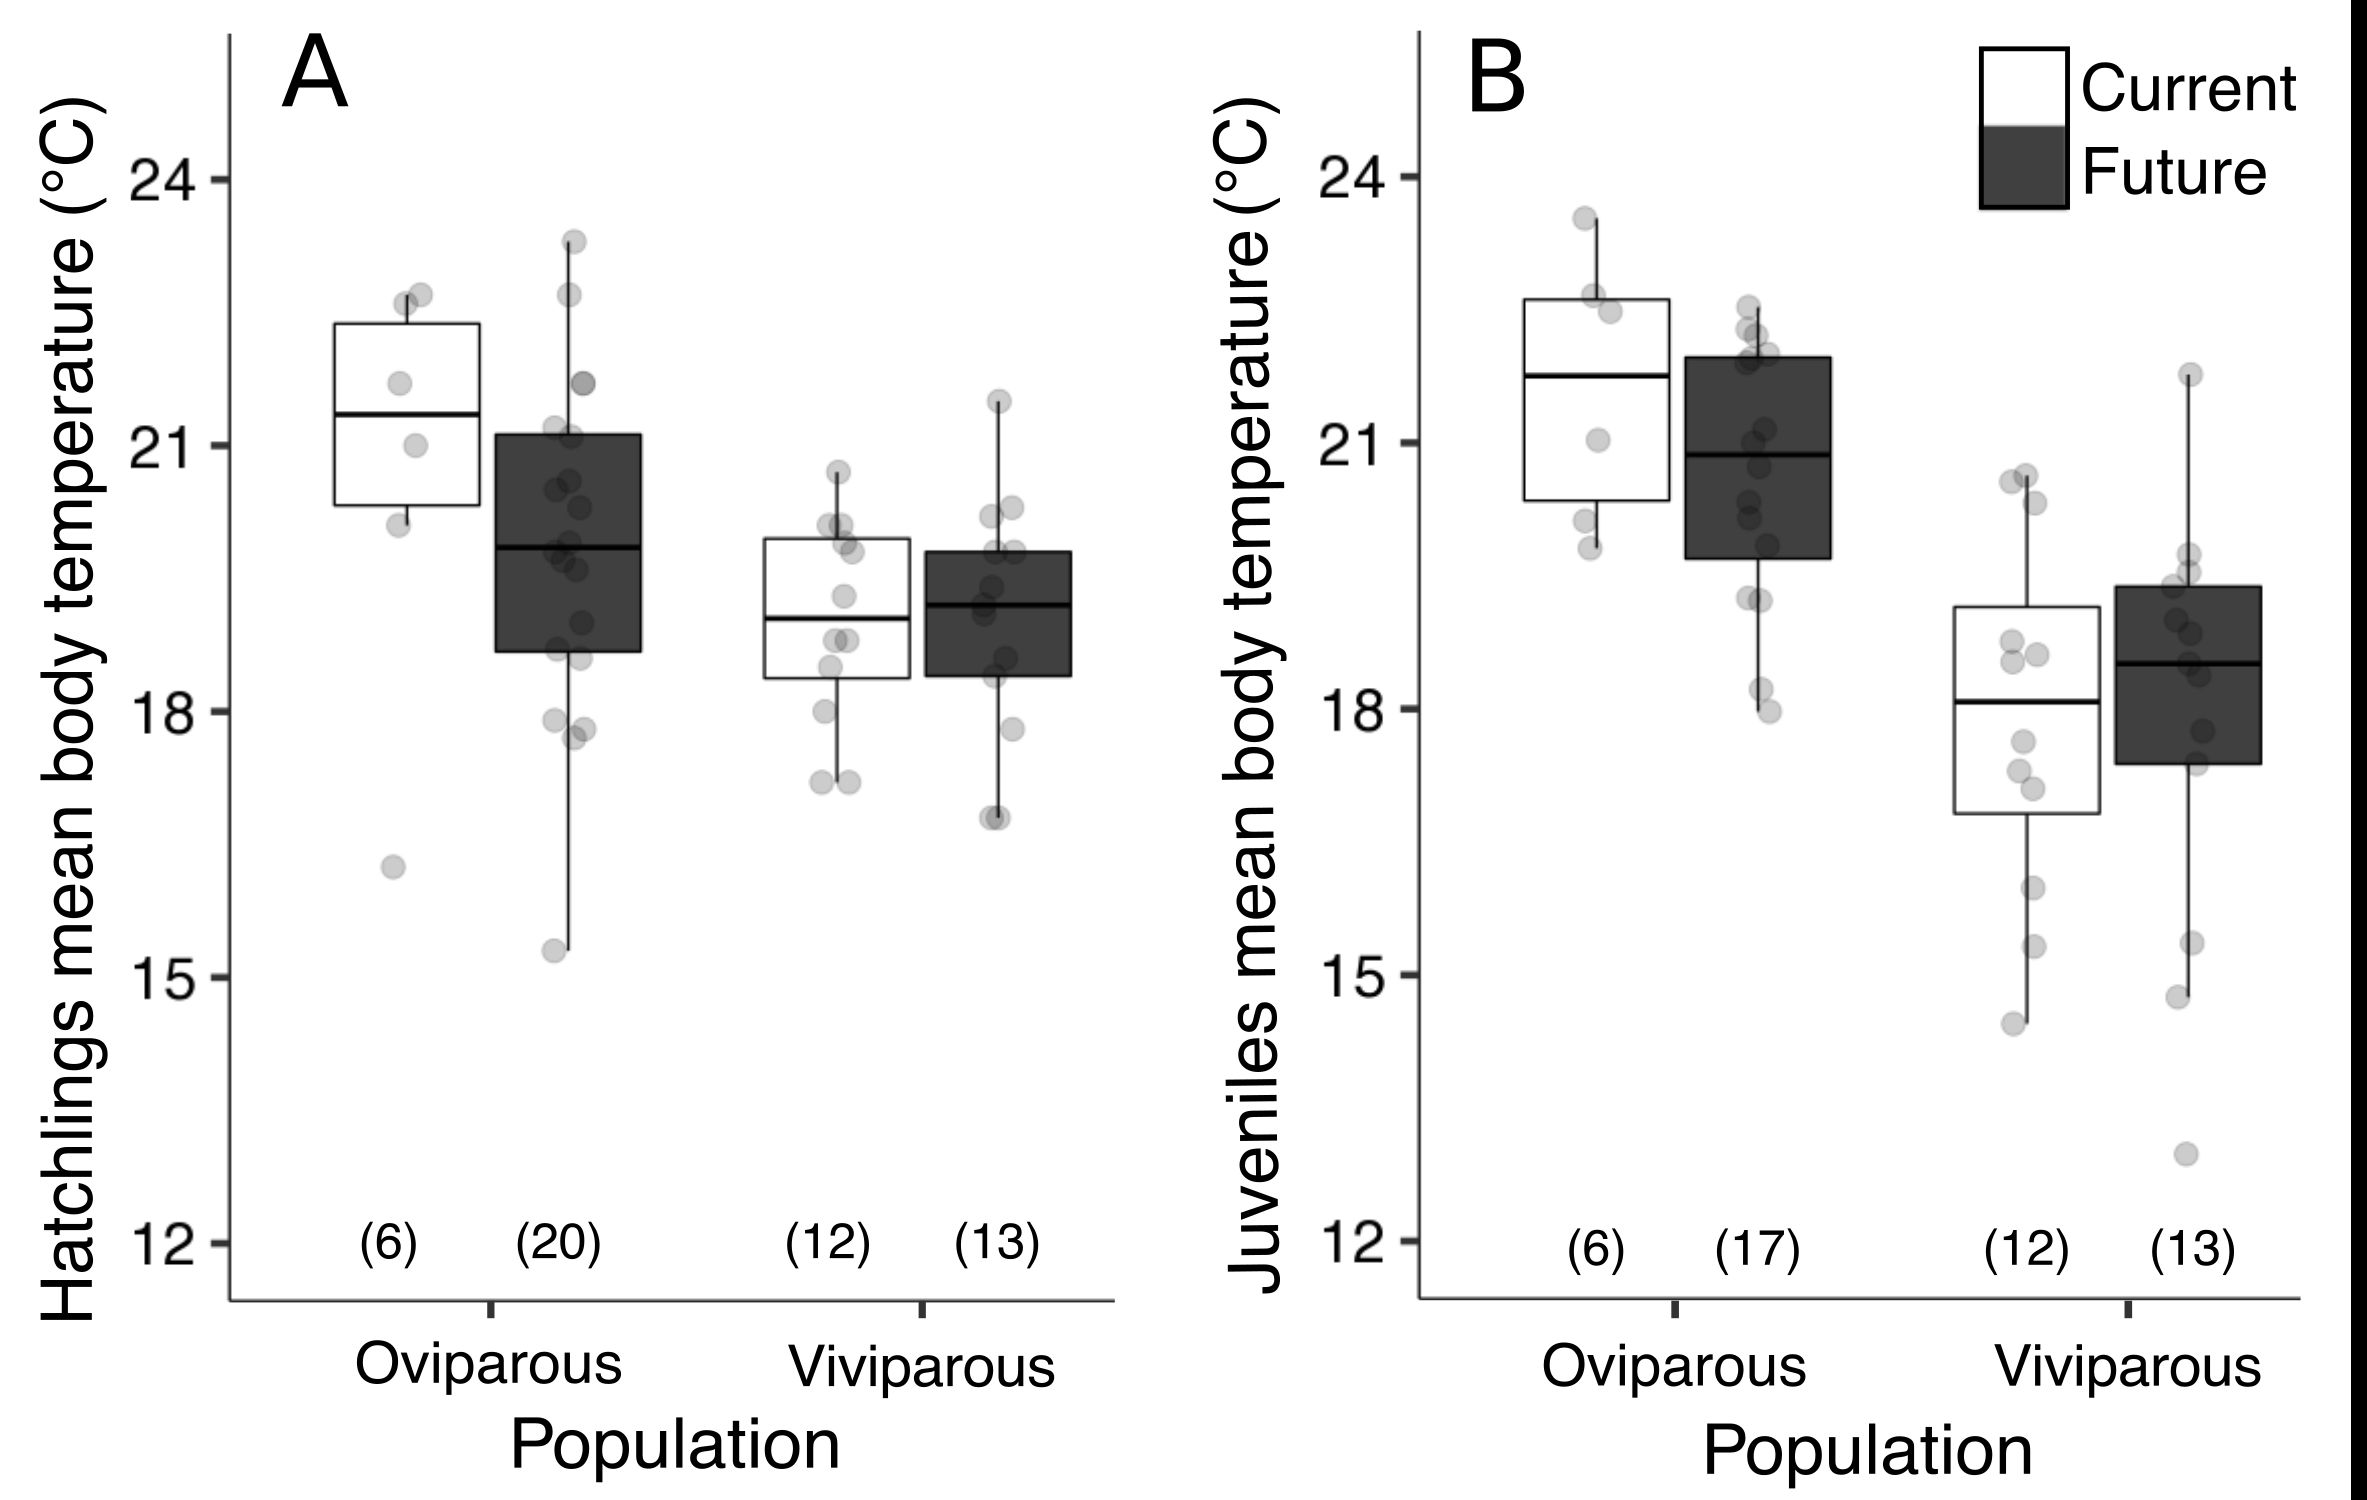 A
Hatchlings mean body temperature (°C)
24
21
18
15
12
(6) (20) (12) (13)
Oviparous Viviparous
Population
B
Current
Future
Juveniles mean body temperature (°C)
24
21
18
15
12
(6) (17) (12) (13)
Oviparous Viviparous
Population